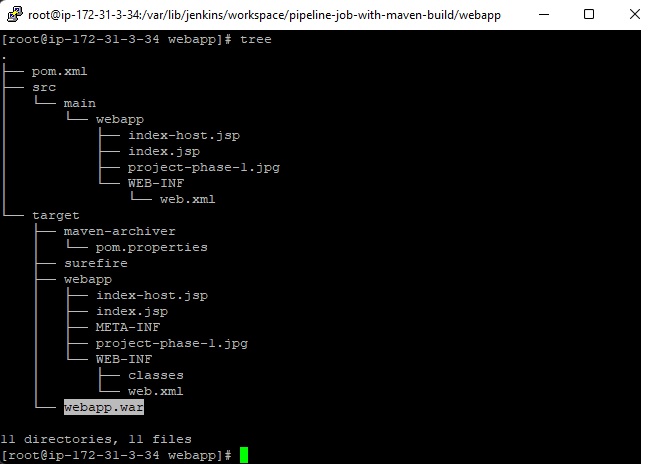 root@ip-172-31-3-34:/var/lib/jenkins/workspace/pipeline-job-with-maven-build/webapp
[root@ip-172-31-3-34 webapp]# tree
.
├── pom.xml
├── src
│   └── main
│       └── webapp
│           ├── index-host.jsp
│           ├── index.jsp
│           ├── project-phase-1.jpg
│           └── WEB-INF
│               └── web.xml
└── target
    ├── maven-archiver
    │   └── pom.properties
    ├── surefire
    ├── webapp
    │   ├── index-host.jsp
    │   ├── index.jsp
    │   ├── META-INF
    │   ├── project-phase-1.jpg
    │   └── WEB-INF
    │       ├── classes
    │       └── web.xml
    └── webapp.war

11 directories, 11 files
[root@ip-172-31-3-34 webapp]#